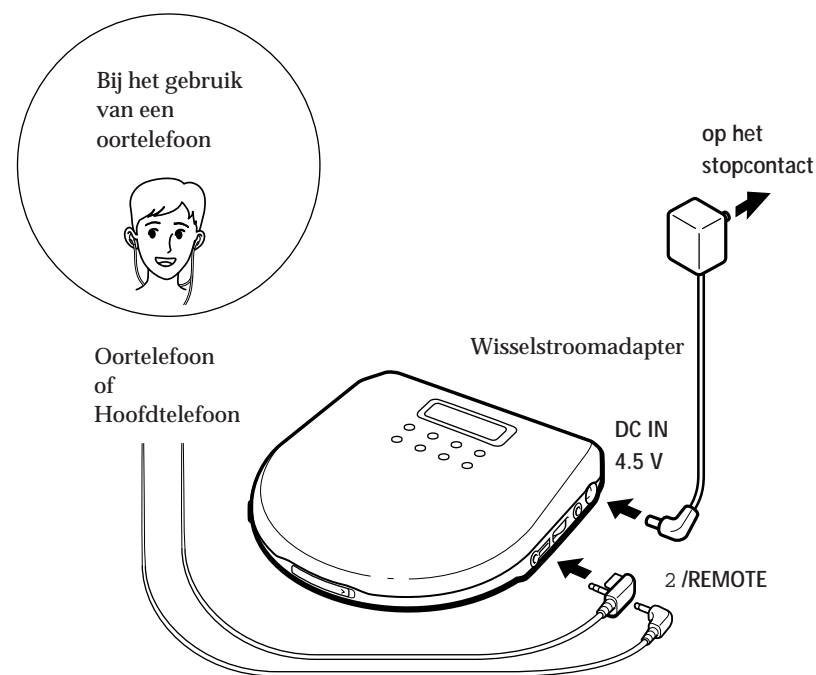 Bij het gebruik
van een
oortelefoon
op het
stopcontact
Wisselstroomadapter
Oortelefoon
of
Hoofdtelefoon
DC IN
4.5 V
2 /REMOTE